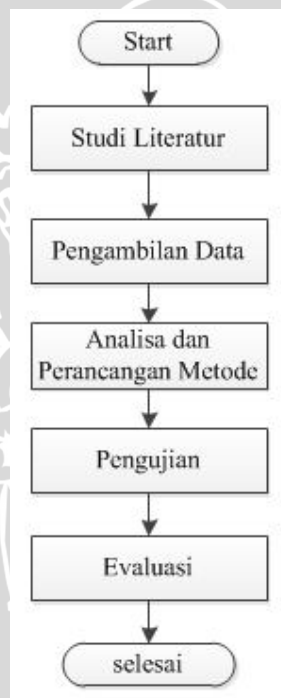 Start
Studi Literatur
Pengambilan Data
Analisa dan
Perancangan Metode
Pengujian
Evaluasi
selesai